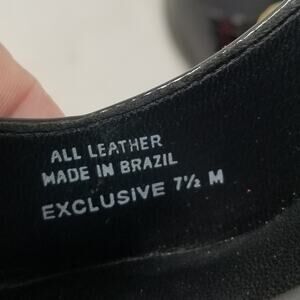 ALL LEATHER
MADE IN BRAZIL
EXCLUSIVE 7½ M